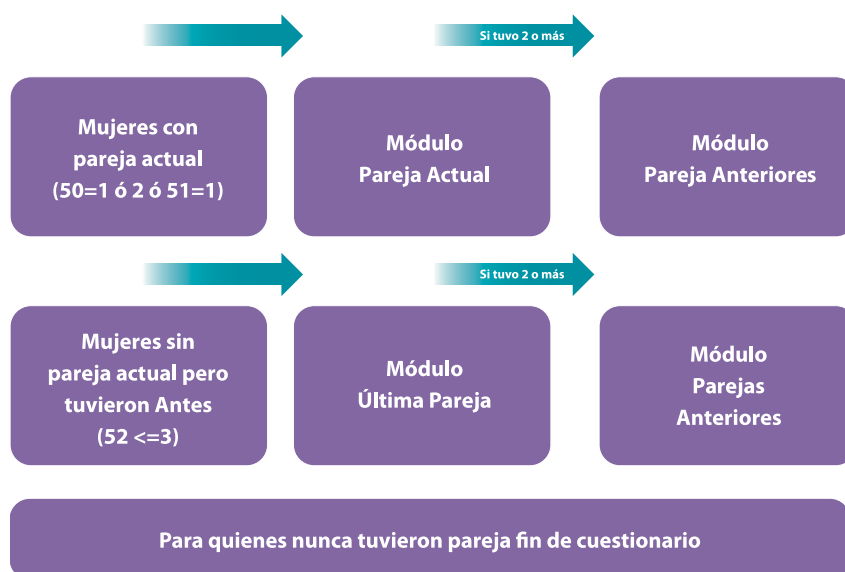 Si tuvo 2 o más
Mujeres con
pareja actual
(50=1 ó 2 ó 51=1)
Módulo
Pareja Actual
Módulo
Pareja Anteriores
Si tuvo 2 o más
Mujeres sin
pareja actual pero
tuvieron Antes
(52 <=3)
Módulo
Última Pareja
Módulo
Parejas
Anteriores
Para quienes nunca tuvieron pareja fin de cuestionario